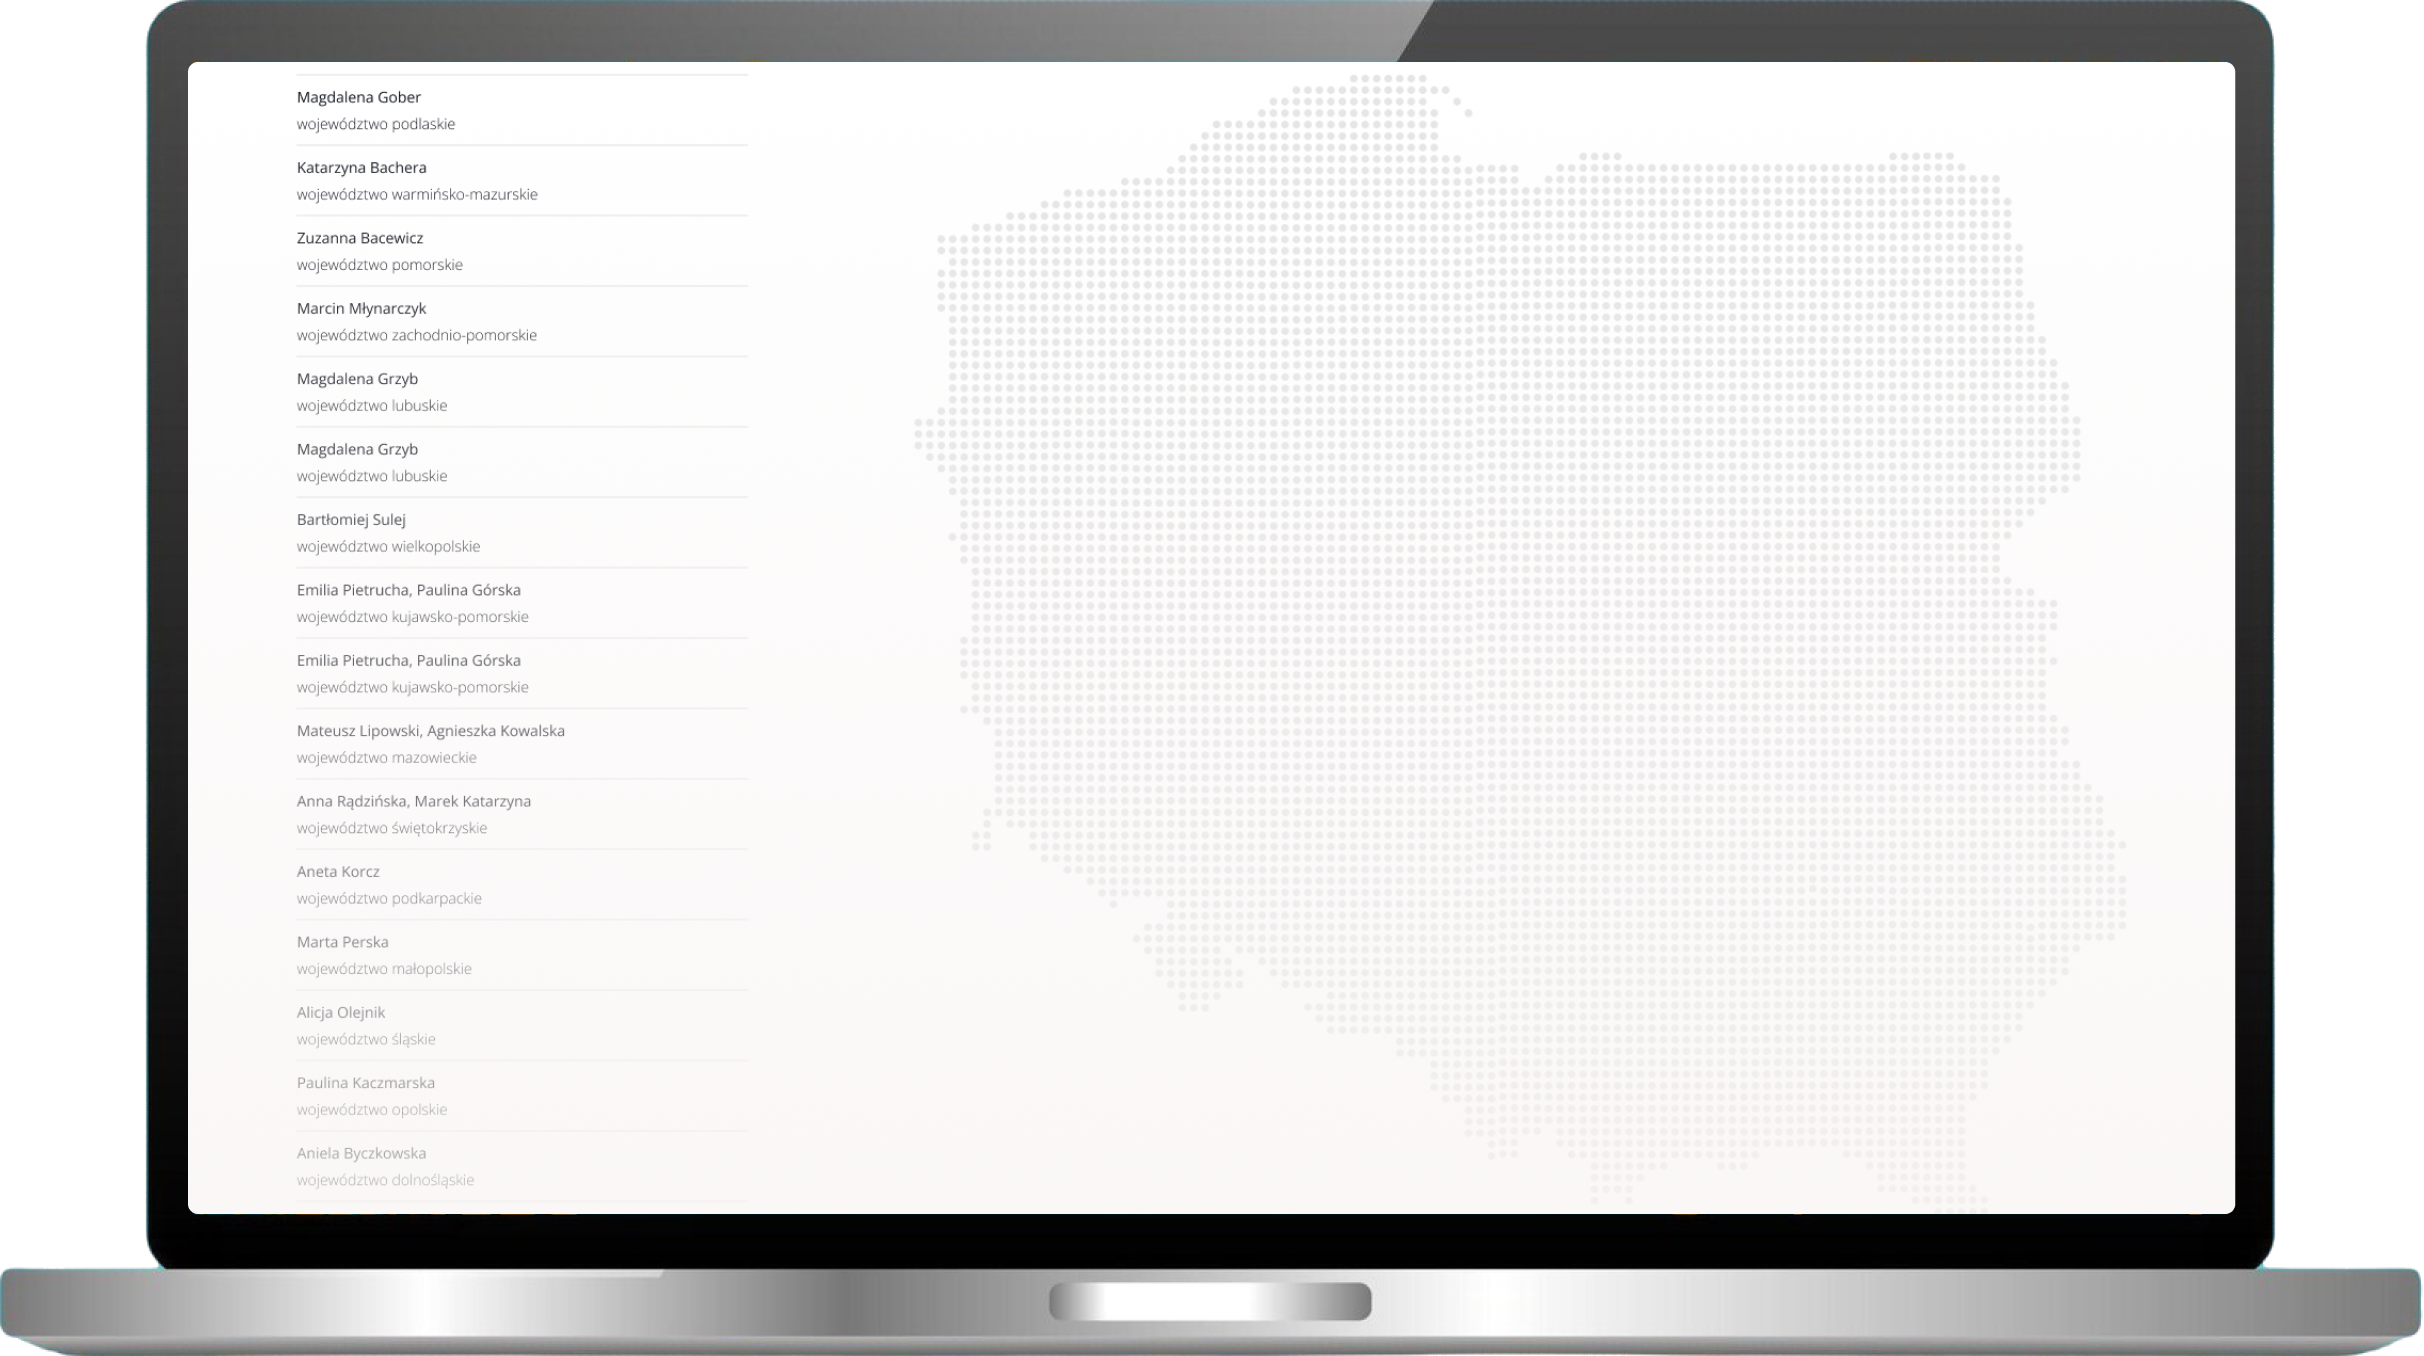 Magdalena Gober
województwo podlaskie
Katarzyna Bachera
województwo warmińsko-mazurskie
Zuzanna Bacewicz
województwo pomorskie
Marcin Młynarczyk
województwo zachodnio-pomorskie
Magdalena Grzyb
województwo lubuskie
Magdalena Grzyb
województwo lubuskie
Bartłomiej Sulej
województwo wielkopolskie
Emilia Pietrucha, Paulina Górska
województwo kujawsko-pomorskie
Emilia Pietrucha, Paulina Górska
województwo kujawsko-pomorskie
Mateusz Lipowski, Agnieszka Kowalska
województwo mazowieckie
Anna Rądzińska, Marek Katarzyna
województwo świętokrzyskie
Aneta Korcz
województwo podkarpackie
Marta Perska
województwo małopolskie
Alicja Olejnik
województwo śląskie
Paulina Kaczmarska
województwo opolskie
Aniela Byczkowska
województwo dolnośląskie